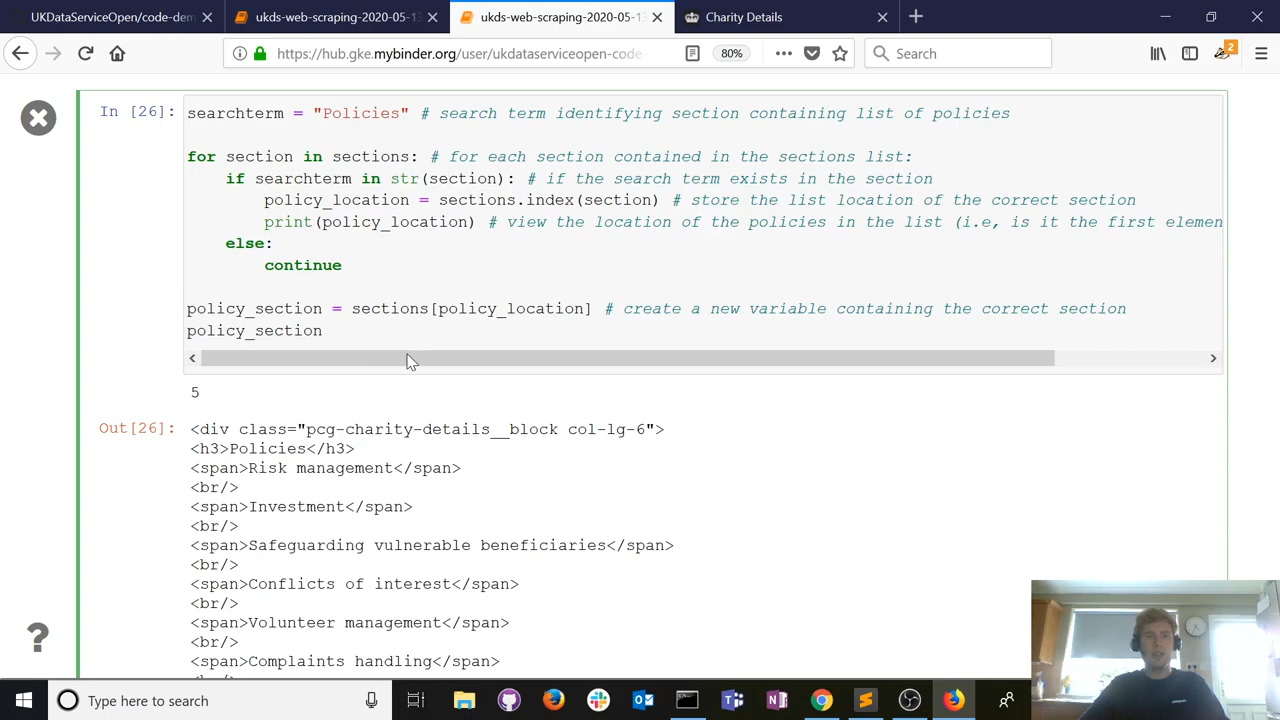 UKDataServiceOpen/code-dem
ukds-web-scraping-2020-05-13
ukds-web-scraping-2020-05-13
Charity Details
https://hub.gke.mybinder.org/user/ukdataserviceopen-code-
80%
Search
2
In [26]:
searchterm = "Policies" # search term identifying section containing list of policies
for section in sections: # for each section contained in the sections list:
if searchterm in str(section): # if the search term exists in the section
policy_location = sections.index(section) # store the list location of the correct section
print(policy_location) # view the location of the policies in the list (i.e, is it the first elemen
else:
continue
policy_section = sections[policy_location] # create a new variable containing the correct section
policy_section
5
Out[26]:
<div class="pcg-charity-details__block col-lg-6">
<h3>Policies</h3>
<span>Risk management</span>
<br/>
<span>Investment</span>
<br/>
<span>Safeguarding vulnerable beneficiaries</span>
<br/>
<span>Conflicts of interest</span>
<br/>
<span>Volunteer management</span>
<br/>
<span>Complaints handling</span>
?
Type here to search